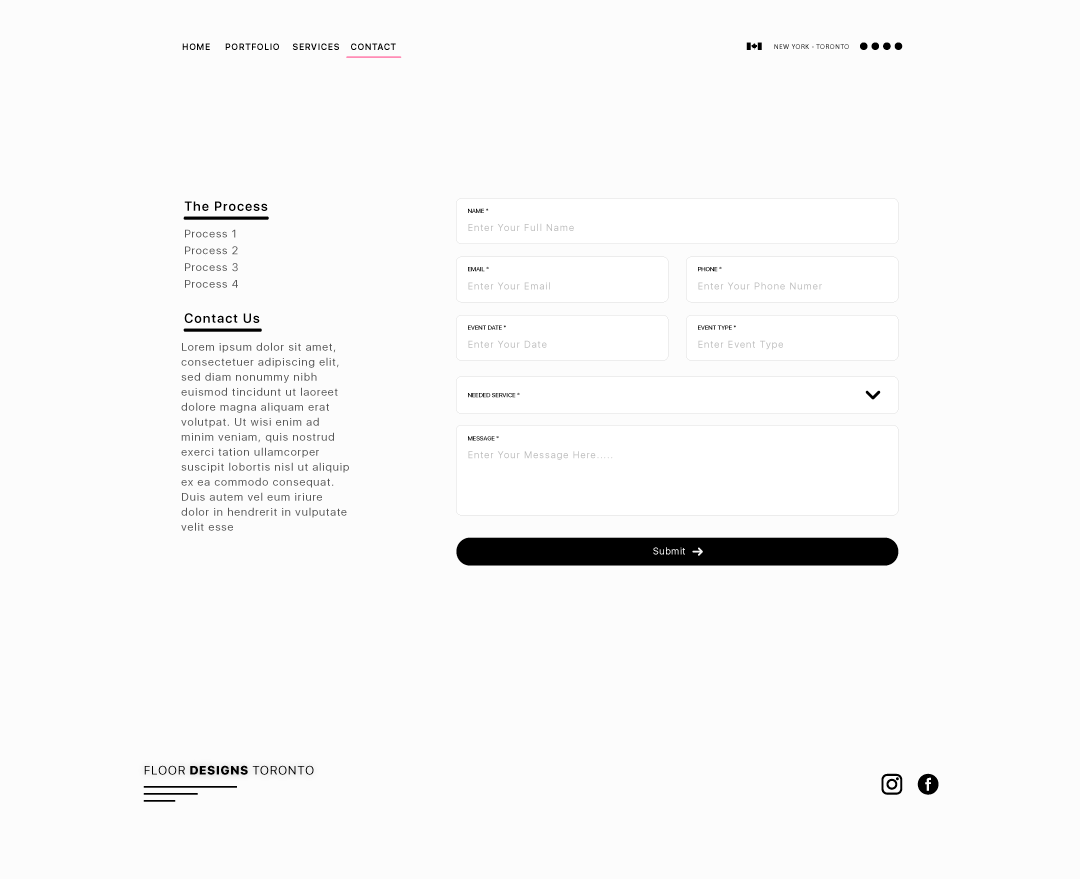 HOME PORTFOLIO SERVICES CONTACT
NEW YORK - TORONTO
The Process
Process 1
Process 2
Process 3
Process 4
Contact Us
Lorem ipsum dolor sit amet,
consectetuer adipiscing elit,
sed diam nonummy nibh
euismod tincidunt ut laoreet
dolore magna aliquam erat
volutpat. Ut wisi enim ad
minim veniam, quis nostrud
exerci tation ullamcorper
suscipit lobortis nisl ut aliquip
ex ea commodo consequat.
Duis autem vel eum iriure
dolor in hendrerit in vulputate
velit esse
NAME *
Enter Your Full Name
EMAIL *
Enter Your Email
PHONE *
Enter Your Phone Numer
EVENT DATE *
Enter Your Date
EVENT TYPE *
Enter Event Type
NEEDED SERVICE *
MESSAGE *
Enter Your Message Here.....
Submit
FLOOR DESIGNS TORONTO